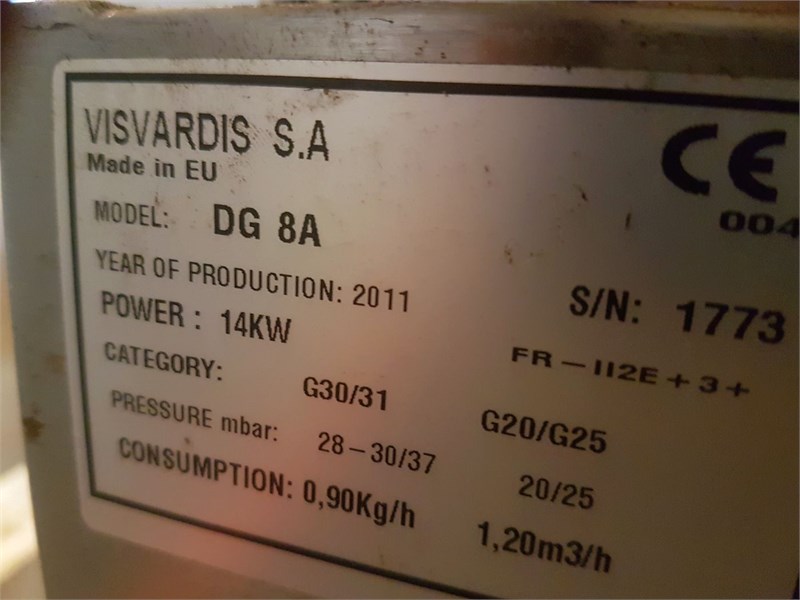 VISVARDIS S.A
Made in EU
CE
004
MODEL: DG 8A
YEAR OF PRODUCTION: 2011
S/N: 1773
POWER : 14KW
FR – II2E + 3 +
CATEGORY: G30/31 G20/G25
PRESSURE mbar: 28 – 30/37 20/25
CONSUMPTION: 0,90Kg/h 1,20m3/h